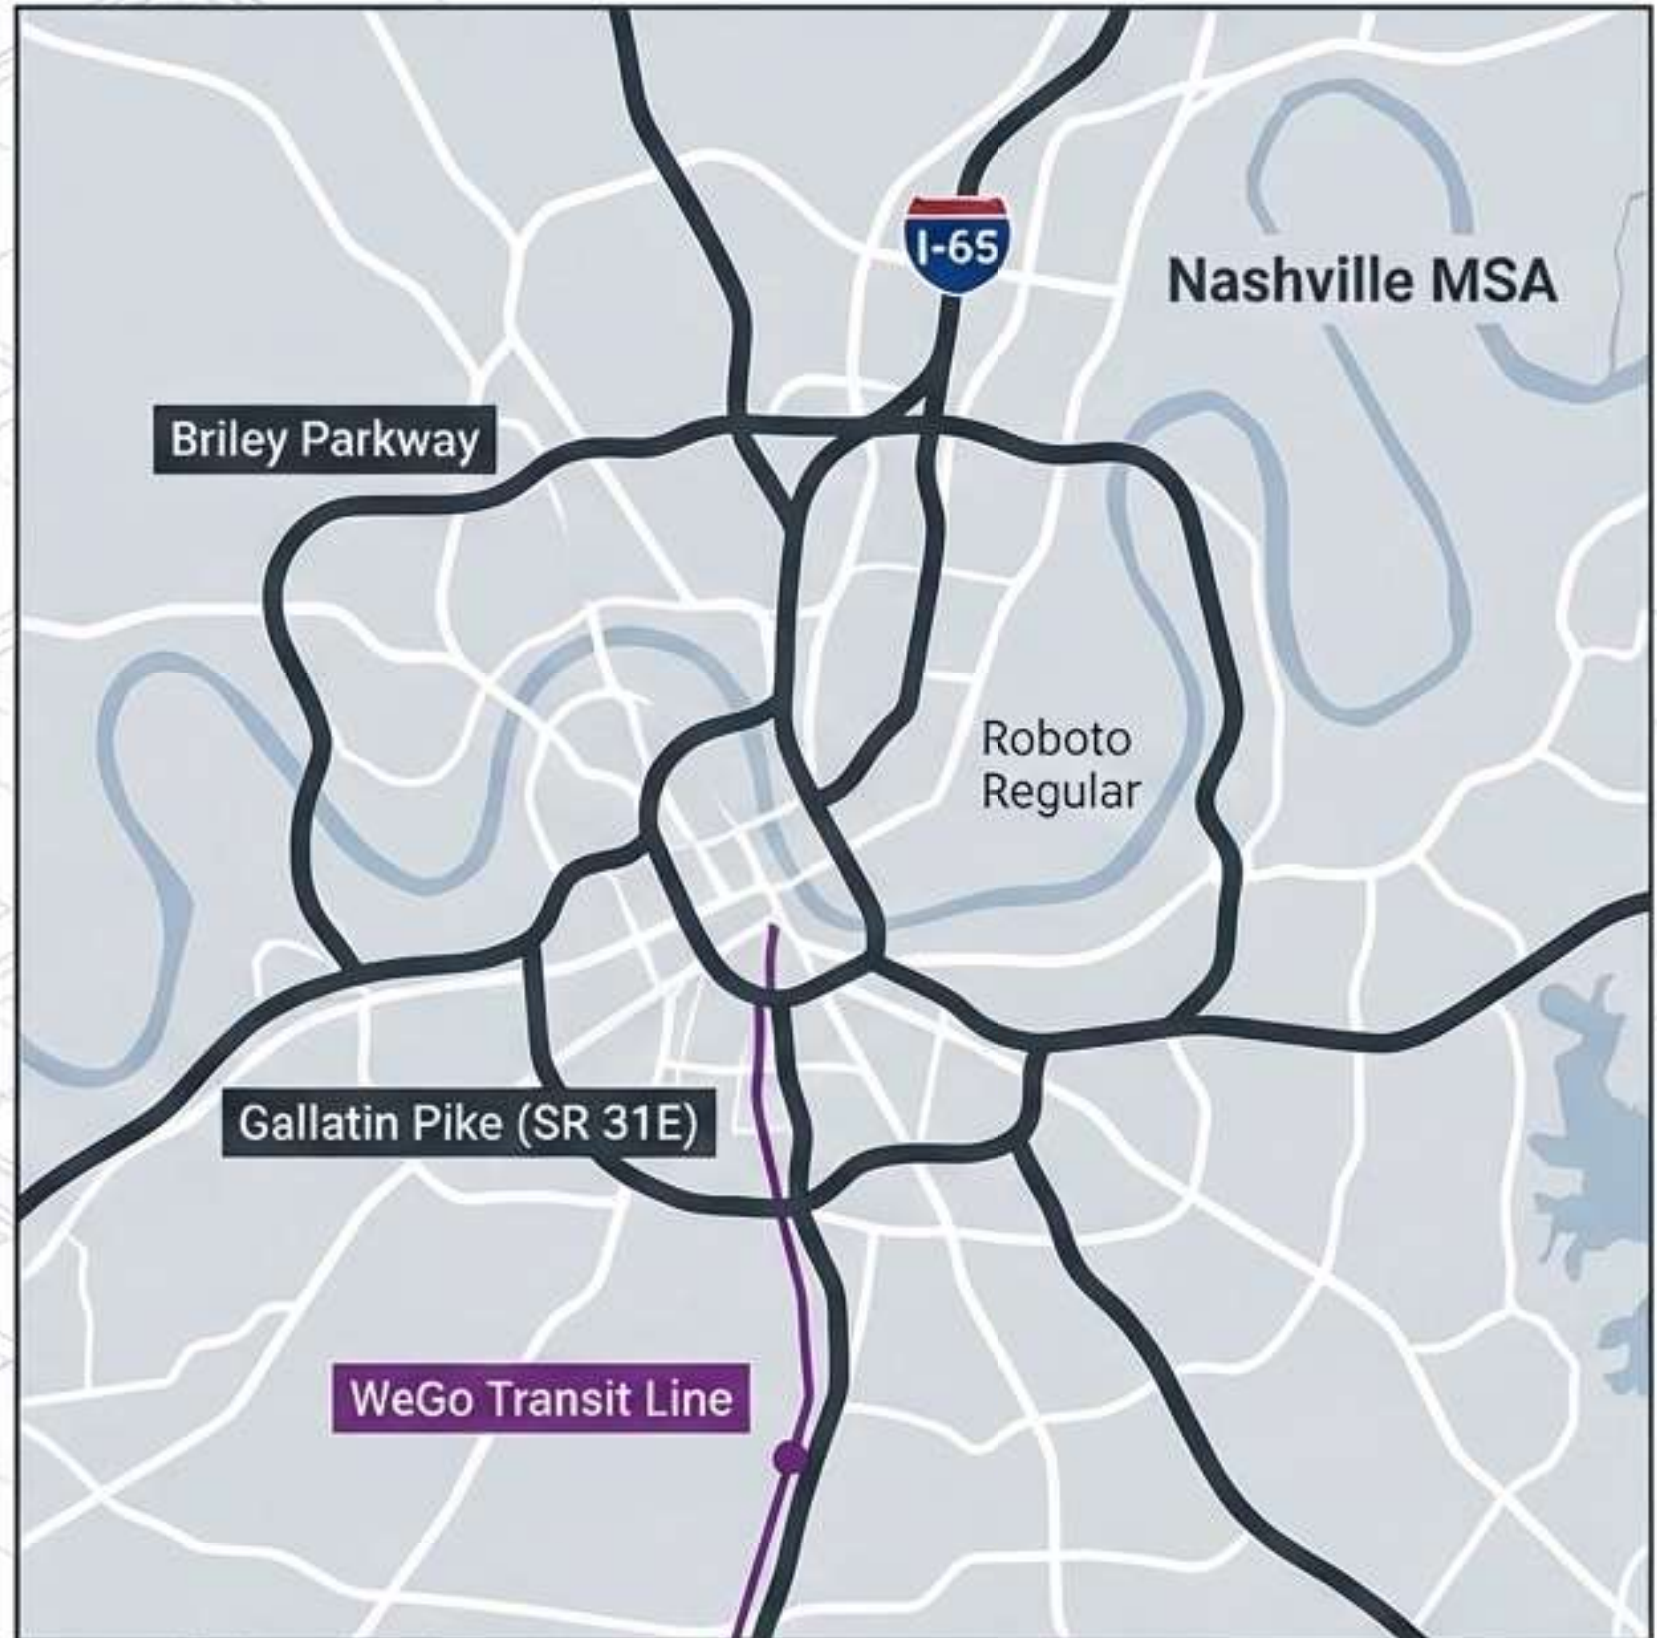 I-65
Nashville MSA
Briley Parkway
Roboto
Regular
Gallatin Pike (SR 31E)
WeGo Transit Line